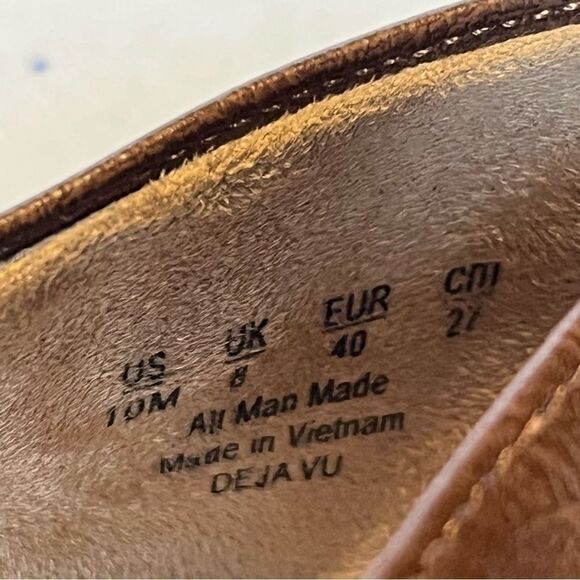 US UK EUR cm
10M 8 40 27
All Man Made
Made in Vietnam
DEJA VU